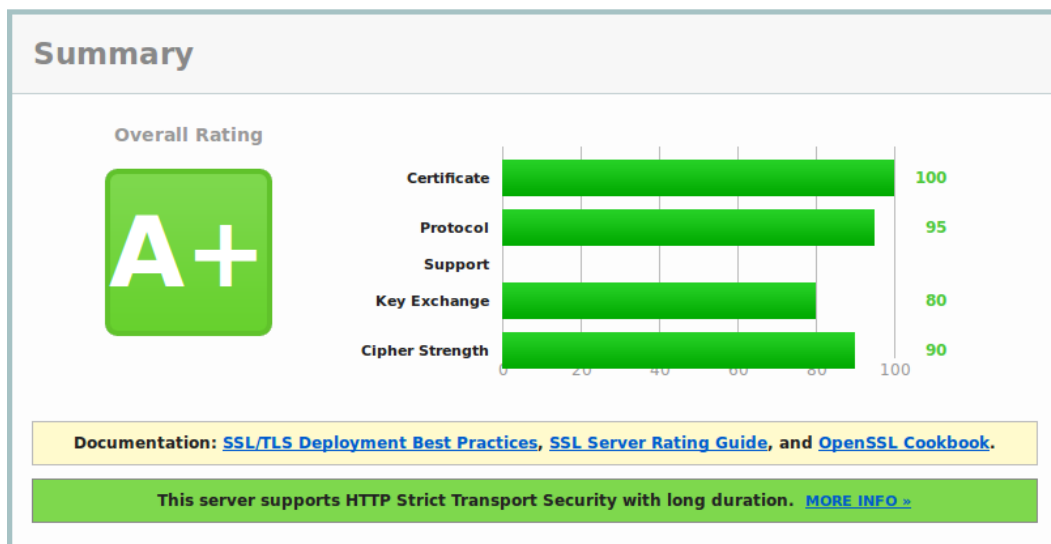 Summary
Overall Rating
A+
Certificate 100
Protocol 95
Support
Key Exchange 80
Cipher Strength 90
0 20 40 60 80 100
Documentation: SSL/TLS Deployment Best Practices, SSL Server Rating Guide, and OpenSSL Cookbook.
This server supports HTTP Strict Transport Security with long duration. MORE INFO »